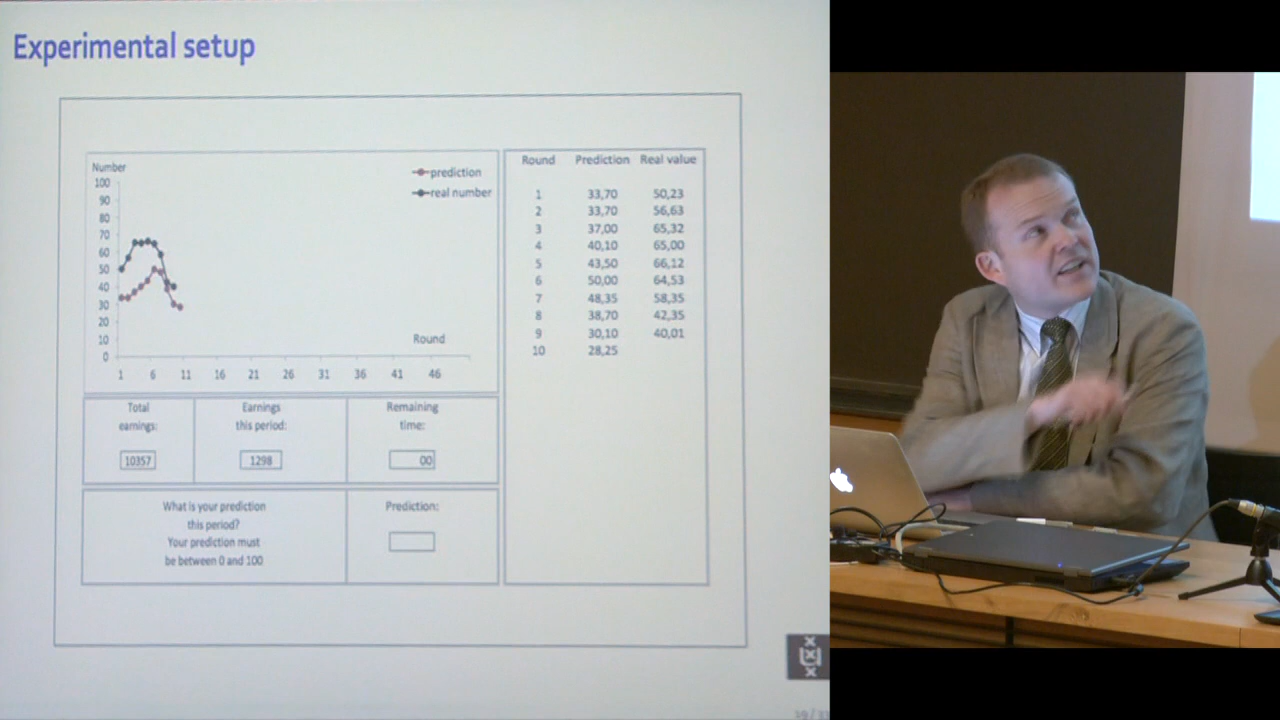 Experimental setup
Number
prediction
real number
100
90
80
70
60
50
40
30
20
10
0
Round
1 6 11 16 21 26 31 36 41 46
Round Prediction Real value
1 33,70 50,23
2 33,70 56,63
3 37,00 65,32
4 40,10 65,00
5 43,50 66,12
6 50,00 64,53
7 48,35 58,35
8 38,70 42,35
9 30,10 40,01
10 28,25
Total
earnings:
10357
Earnings
this period:
1298
Remaining
time:
00
What is your prediction
this period?
Your prediction must
be between 0 and 100
Prediction: